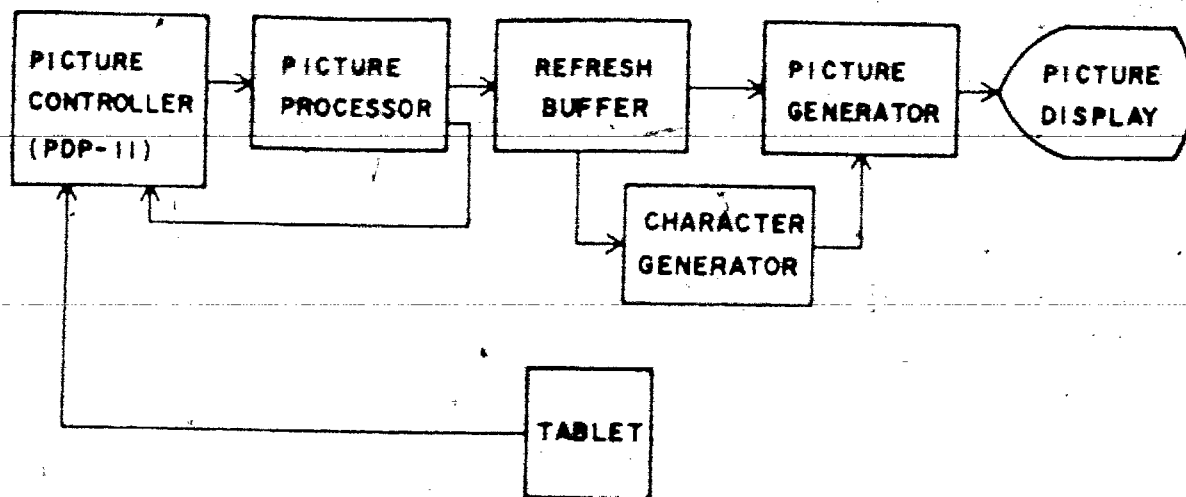 PICTURE
CONTROLLER
(PDP-11)
PICTURE
PROCESSOR
REFRESH
BUFFER
PICTURE
GENERATOR
PICTURE
DISPLAY
CHARACTER
GENERATOR
TABLET